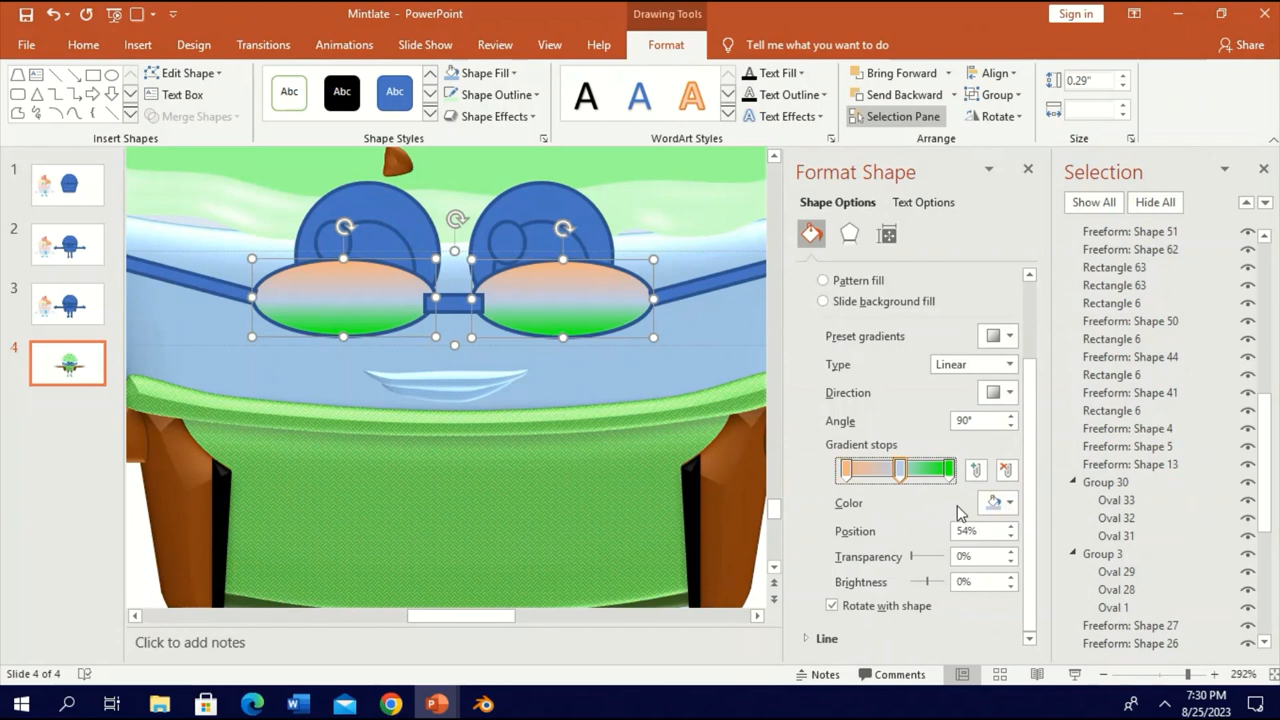 Mintlate - PowerPoint
Drawing Tools
Sign in
File Home Insert Design Transitions Animations Slide Show Review View Help Format Tell me what you want to do Share
Edit Shape
Text Box
Merge Shapes
Insert Shapes
Abc Abc Abc
Shape Fill
Shape Outline
Shape Effects
Shape Styles
A A A
Text Fill
Text Outline
Text Effects
WordArt Styles
Bring Forward
Send Backward
Selection Pane
Align
Group
Rotate
Arrange
0.29"
Size
1
2
3
4
Format Shape
Shape Options Text Options
Pattern fill
Slide background fill
Preset gradients
Type Linear
Direction
Angle 90°
Gradient stops
Color
Position 54%
Transparency 0%
Brightness 0%
Rotate with shape
Line
Selection
Show All Hide All
Freeform: Shape 51
Freeform: Shape 62
Rectangle 63
Rectangle 63
Rectangle 6
Freeform: Shape 50
Rectangle 6
Freeform: Shape 44
Rectangle 6
Freeform: Shape 41
Rectangle 6
Freeform: Shape 4
Freeform: Shape 5
Freeform: Shape 13
Group 30
Oval 33
Oval 32
Oval 31
Group 3
Oval 29
Oval 28
Oval 1
Freeform: Shape 27
Freeform: Shape 26
Click to add notes
Slide 4 of 4
Notes Comments 292%
7:30 PM
8/25/2023